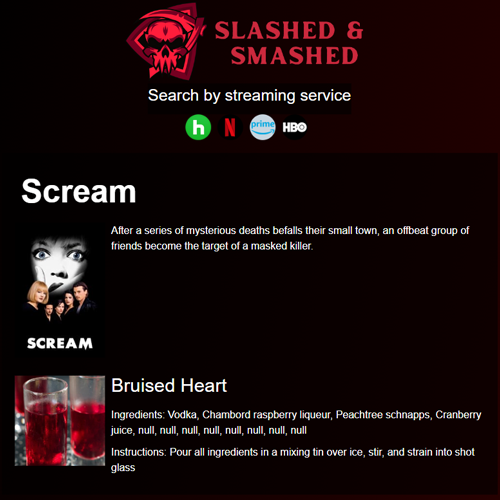 SLASHED &
SMASHED
Search by streaming service
h N prime HBO
Scream
After a series of mysterious deaths befalls their small town, an offbeat group of
friends become the target of a masked killer.
SCREAM
Bruised Heart
Ingredients: Vodka, Chambord raspberry liqueur, Peachtree schnapps, Cranberry
juice, null, null, null, null, null, null, null, null
Instructions: Pour all ingredients in a mixing tin over ice, stir, and strain into shot
glass